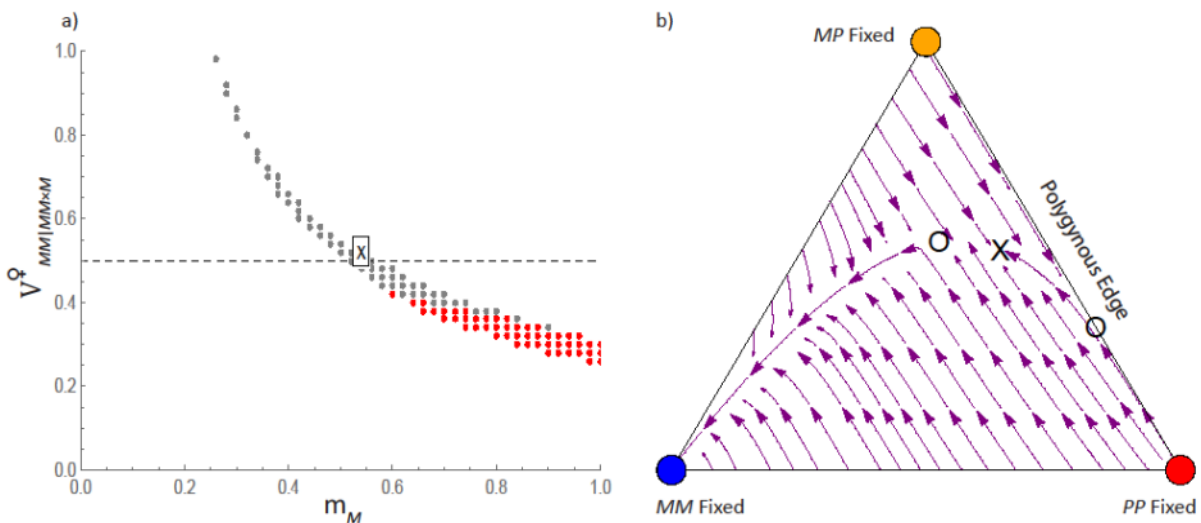 a)
1.0
0.8
0.6
0.4
0.2
0.0
V♀MM|MM×M
X
0.0 0.2 0.4 0.6 0.8 1.0
mM
b)
MP Fixed
Polygynous Edge
O X
O
MM Fixed PP Fixed